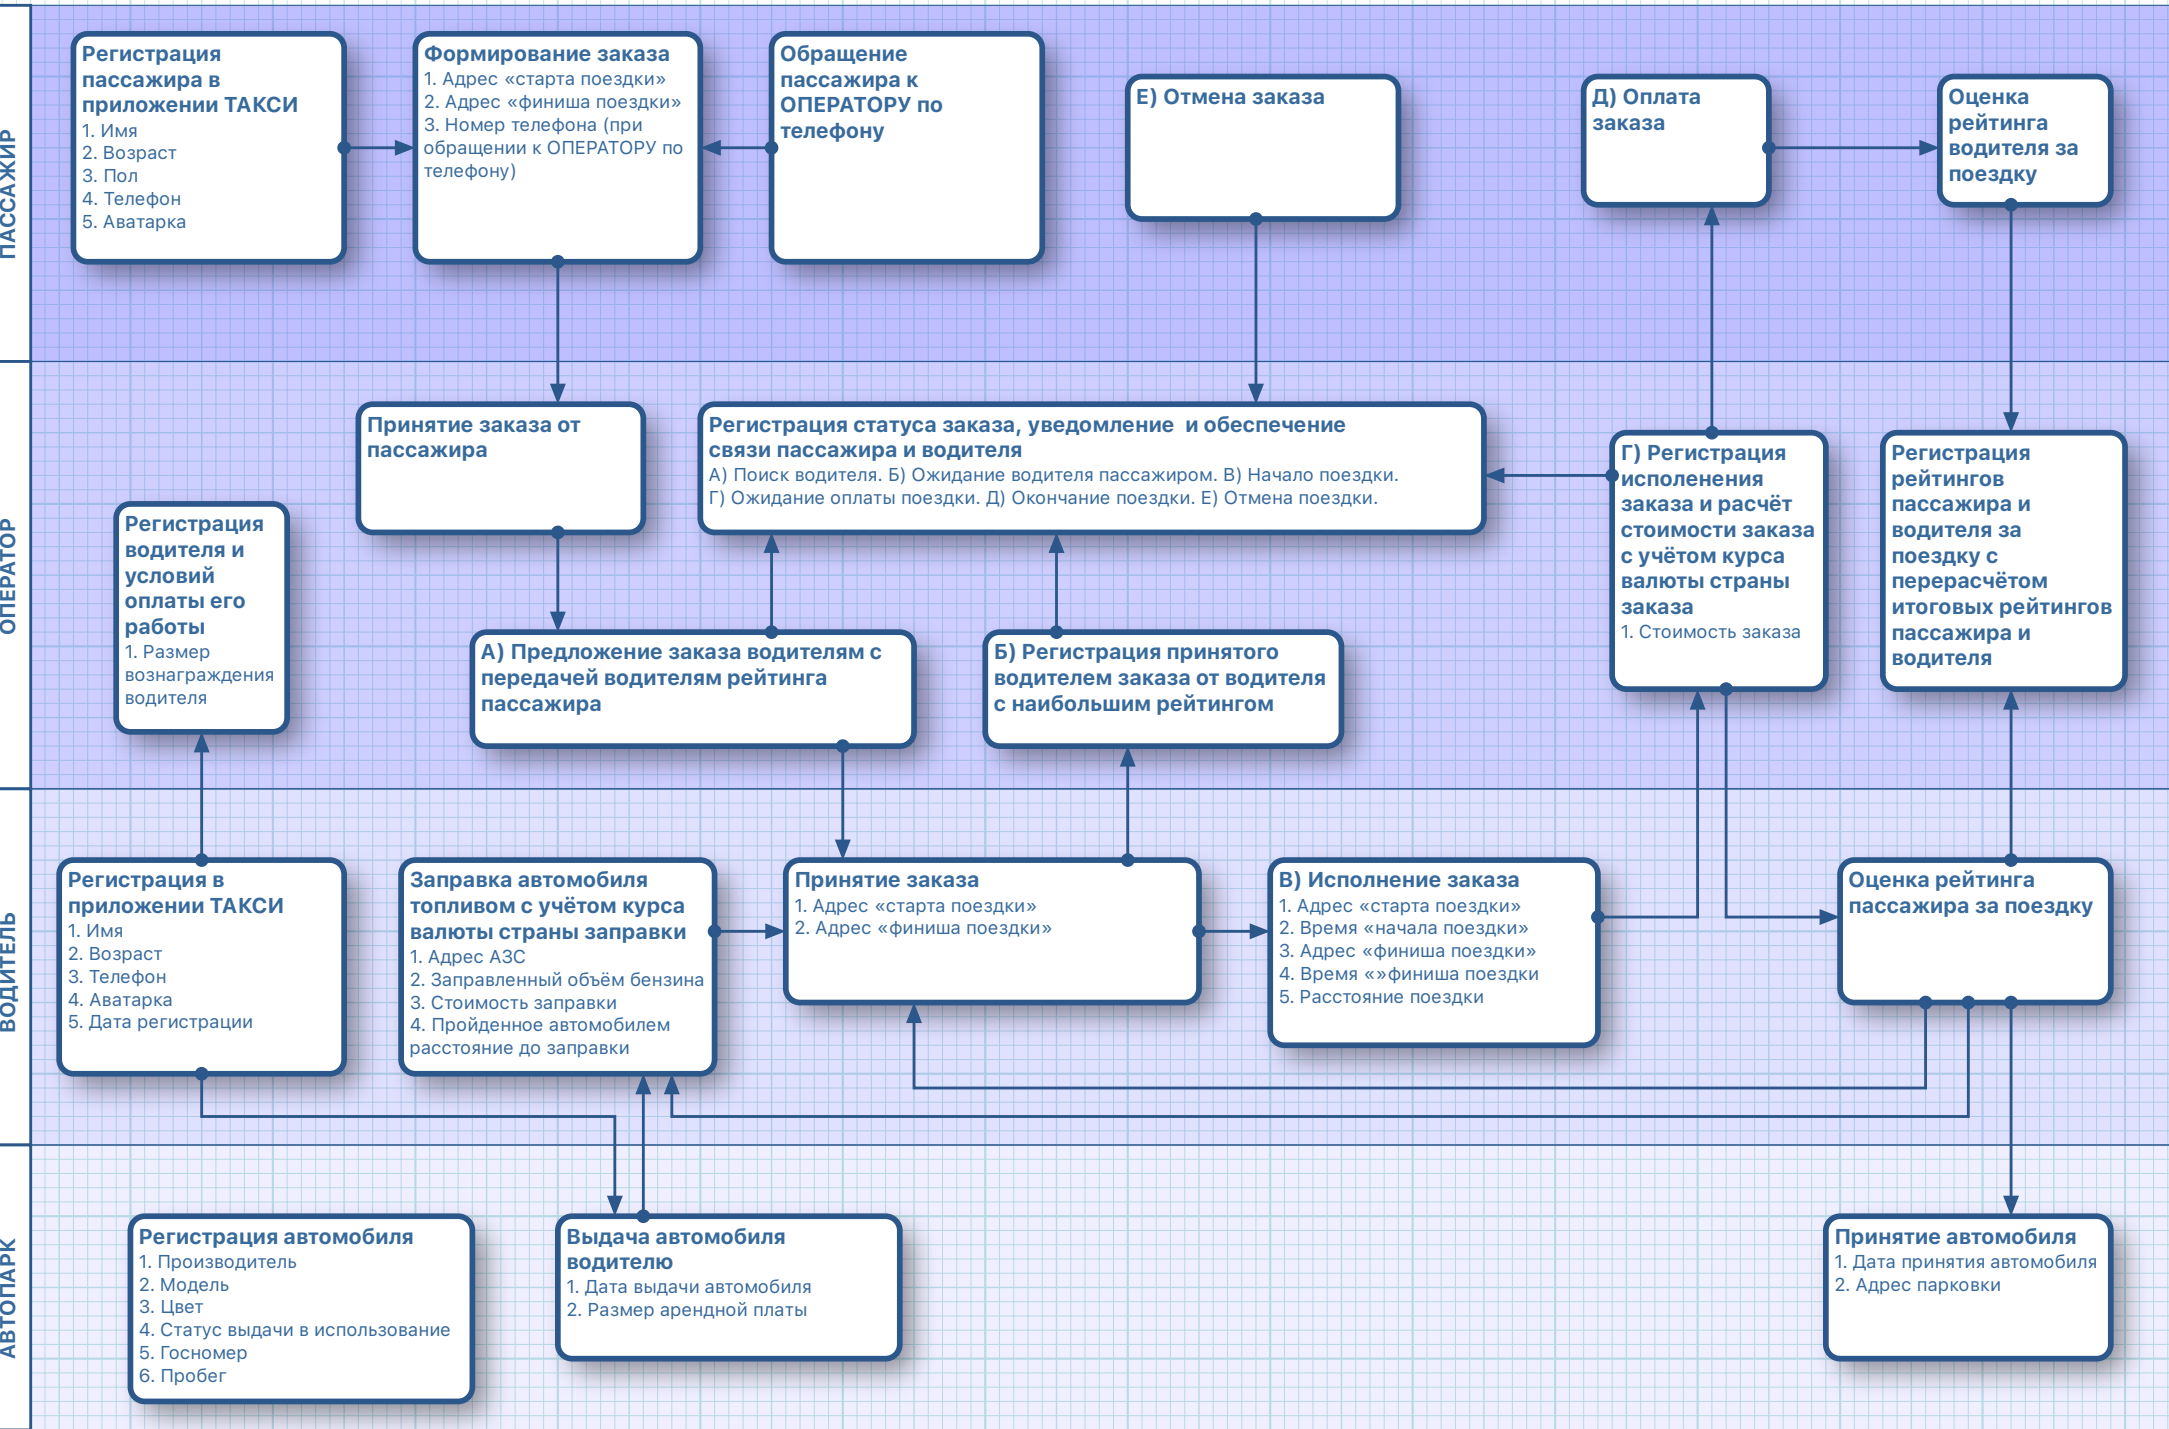 ПАССАЖИР
Регистрация
пассажира в
приложении ТАКСИ
1. Имя
2. Возраст
3. Пол
4. Телефон
5. Аватарка
Формирование заказа
1. Адрес «старта поездки»
2. Адрес «финиша поездки»
3. Номер телефона (при
обращении к ОПЕРАТОРУ по
телефону)
Обращение
пассажира к
ОПЕРАТОРУ по
телефону
Е) Отмена заказа
Д) Оплата
заказа
Оценка
рейтинга
водителя за
поездку
ОПЕРАТОР
Регистрация
водителя и
условий
оплаты его
работы
1. Размер
вознаграждения
водителя
Принятие заказа от
пассажира
Регистрация статуса заказа, уведомление  и обеспечение
связи пассажира и водителя
А) Поиск водителя. Б) Ожидание водителя пассажиром. В) Начало поездки.
Г) Ожидание оплаты поездки. Д) Окончание поездки. Е) Отмена поездки.
А) Предложение заказа водителям с
передачей водителям рейтинга
пассажира
Б) Регистрация принятого
водителем заказа от водителя
с наибольшим рейтингом
Г) Регистрация
исполенения
заказа и расчёт
стоимости заказа
с учётом курса
валюты страны
заказа
1. Стоимость заказа
Регистрация
рейтингов
пассажира и
водителя за
поездку с
перерасчётом
итоговых рейтингов
пассажира и
водителя
ВОДИТЕЛЬ
Регистрация в
приложении ТАКСИ
1. Имя
2. Возраст
3. Телефон
4. Аватарка
5. Дата регистрации
Заправка автомобиля
топливом с учётом курса
валюты страны заправки
1. Адрес АЗС
2. Заправленный объём бензина
3. Стоимость заправки
4. Пройденное автомобилем
расстояние до заправки
Принятие заказа
1. Адрес «старта поездки»
2. Адрес «финиша поездки»
В) Исполнение заказа
1. Адрес «старта поездки»
2. Время «начала поездки»
3. Адрес «финиша поездки»
4. Время «»финиша поездки
5. Расстояние поездки
Оценка рейтинга
пассажира за поездку
АВТОПАРК
Регистрация автомобиля
1. Производитель
2. Модель
3. Цвет
4. Статус выдачи в использование
5. Госномер
6. Пробег
Выдача автомобиля
водителю
1. Дата выдачи автомобиля
2. Размер арендной платы
Принятие автомобиля
1. Дата принятия автомобиля
2. Адрес парковки